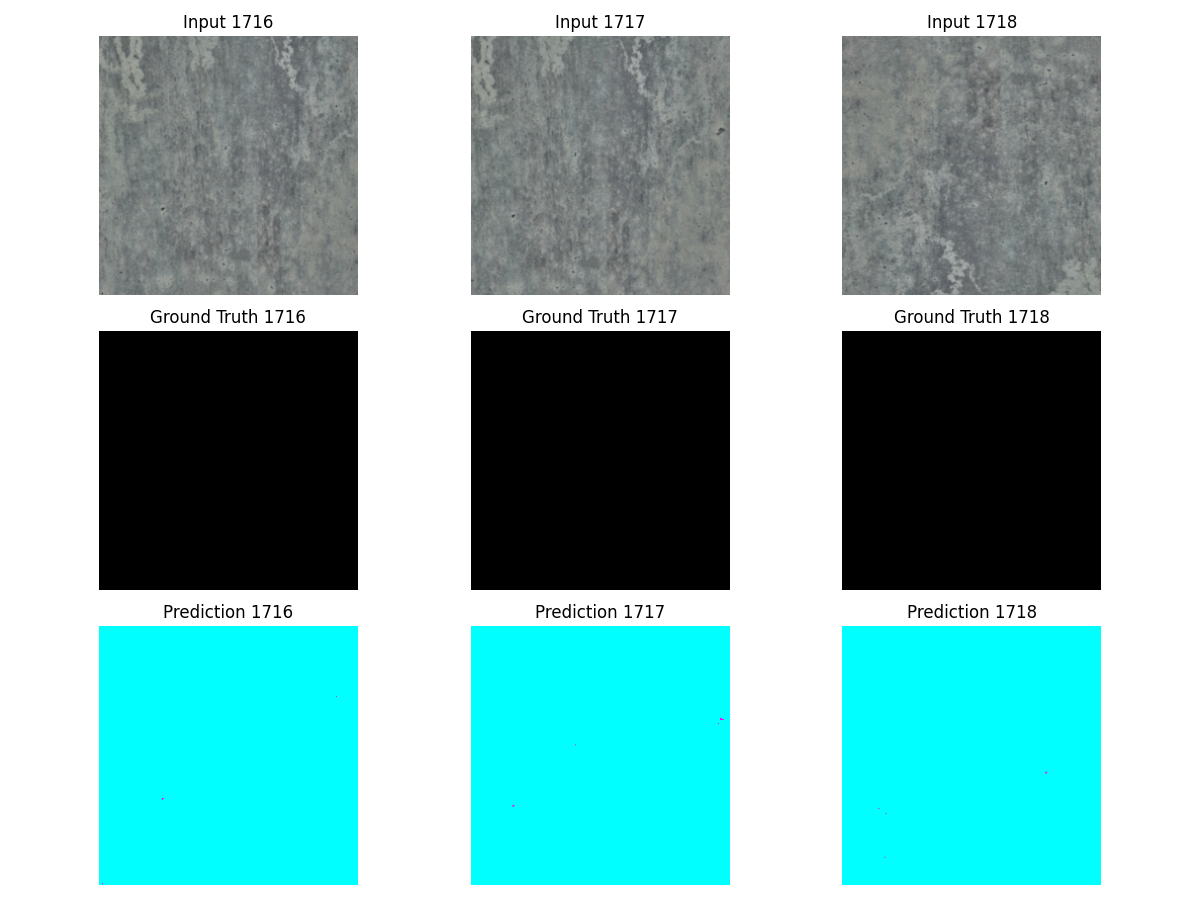 Input 1716
Input 1717
Input 1718
Ground Truth 1716
Ground Truth 1717
Ground Truth 1718
Prediction 1716
Prediction 1717
Prediction 1718